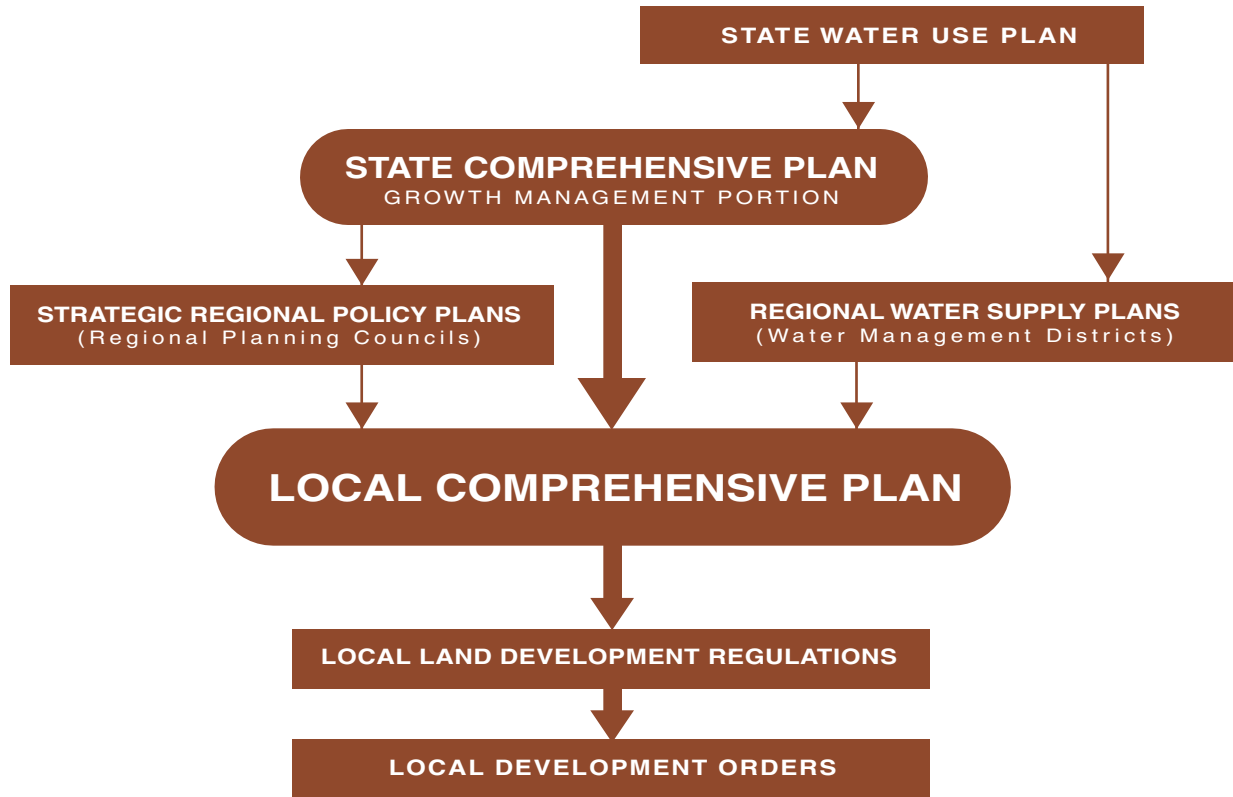 STATE WATER USE PLAN
STATE COMPREHENSIVE PLAN
GROWTH MANAGEMENT PORTION
STRATEGIC REGIONAL POLICY PLANS
(Regional Planning Councils)
REGIONAL WATER SUPPLY PLANS
(Water Management Districts)
LOCAL COMPREHENSIVE PLAN
LOCAL LAND DEVELOPMENT REGULATIONS
LOCAL DEVELOPMENT ORDERS